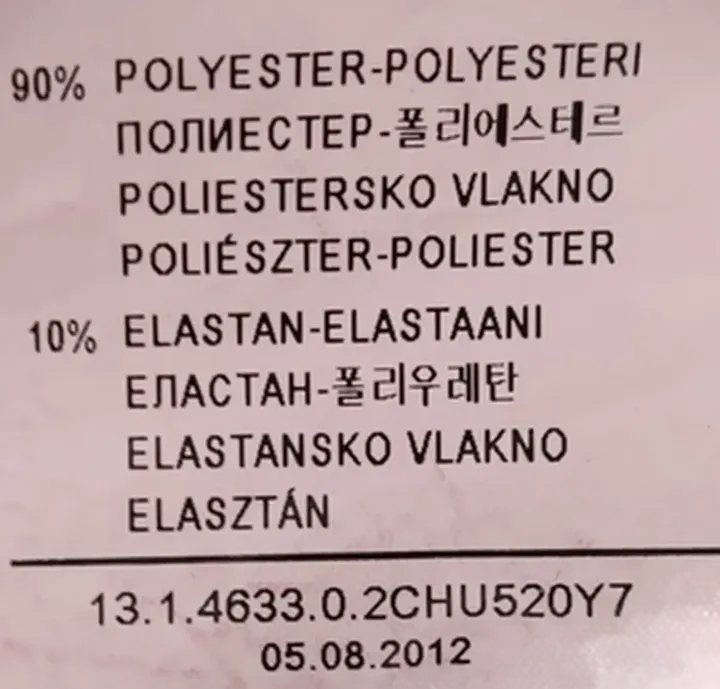 90% POLYESTER-POLYESTERI
ПОЛИЕСТЕР-폴리에스테르
POLIESTERSKO VLAKNO
POLIÉSZTER-POLIESTER
10% ELASTAN-ELASTAANI
ЕЛАСТАН-폴리우레탄
ELASTANSKO VLAKNO
ELASZTÁN
13.1.4633.0.2CHU520Y7
05.08.2012